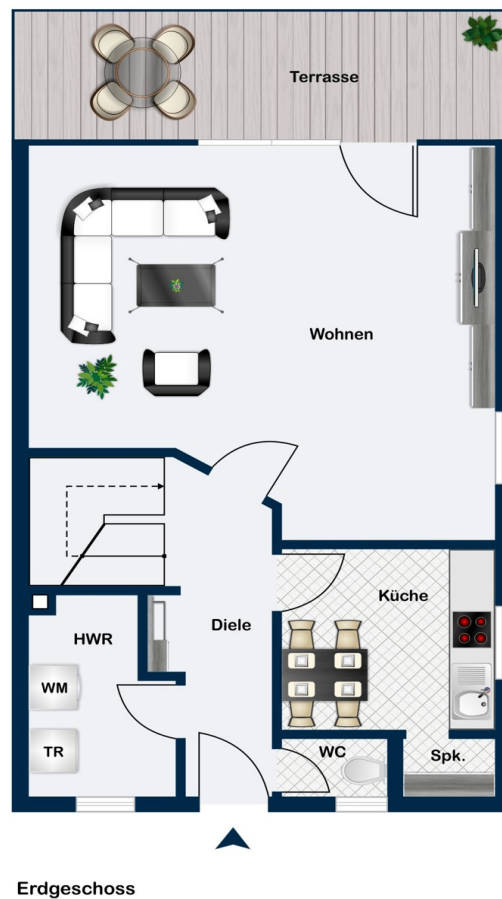 Terrasse
Wohnen
Küche
Diele
HWR
WM
TR
WC
Spk.
Erdgeschoss